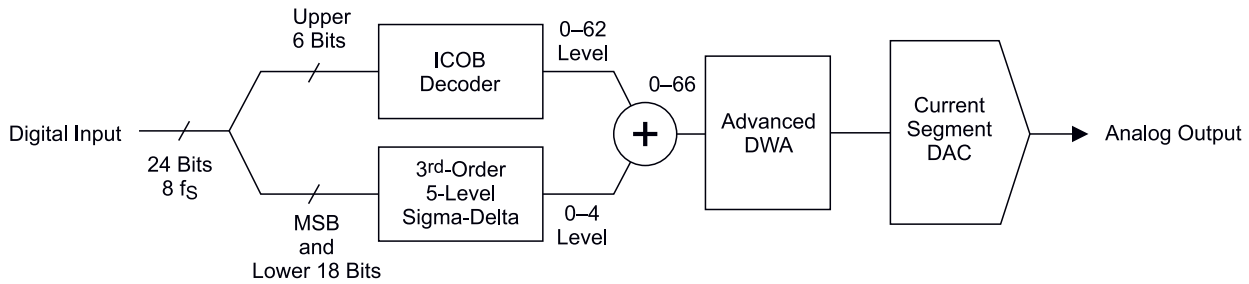 Digital Input
24 Bits
8 fS
Upper
6 Bits
ICOB
Decoder
0–62
Level
MSB
and
Lower 18 Bits
3rd-Order
5-Level
Sigma-Delta
0–4
Level
+
0–66
Advanced
DWA
Current
Segment
DAC
Analog Output